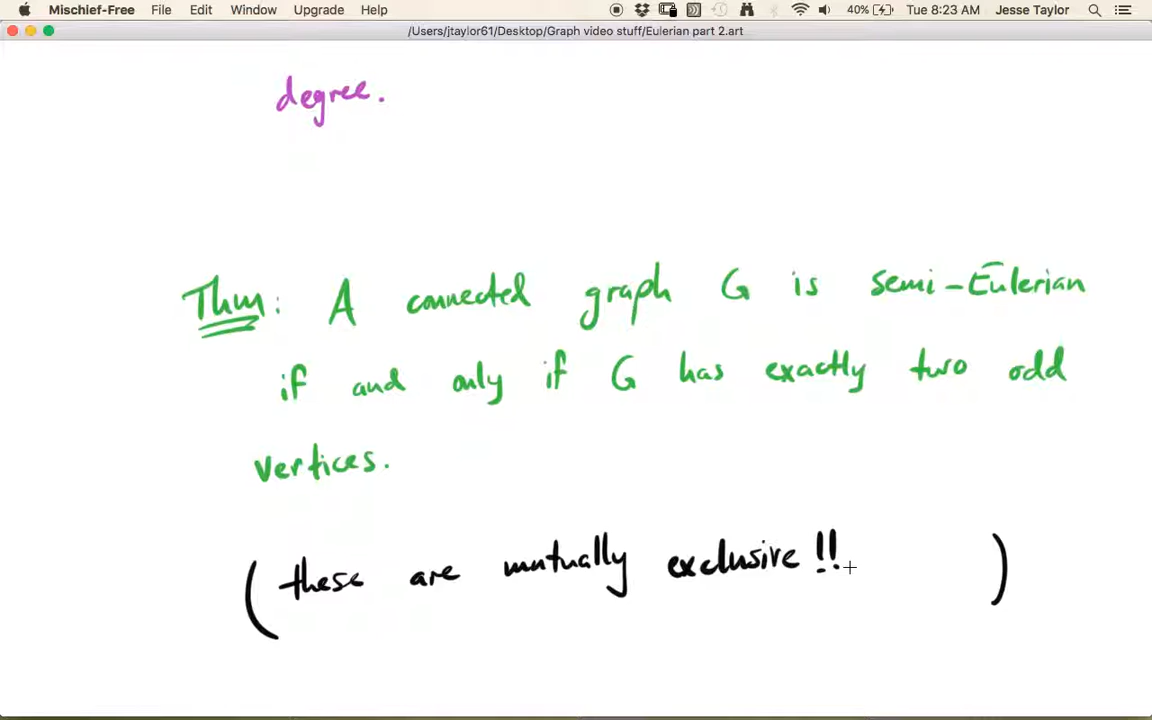 Mischief-Free File Edit Window Upgrade Help 40% Tue 8:23 AM Jesse Taylor
/Users/jtaylor61/Desktop/Graph video stuff/Eulerian part 2.art
degree.
Thm: A connected graph G is semi-Eulerian
if and only if G has exactly two odd
vertices.
(these are mutually exclusive!! )